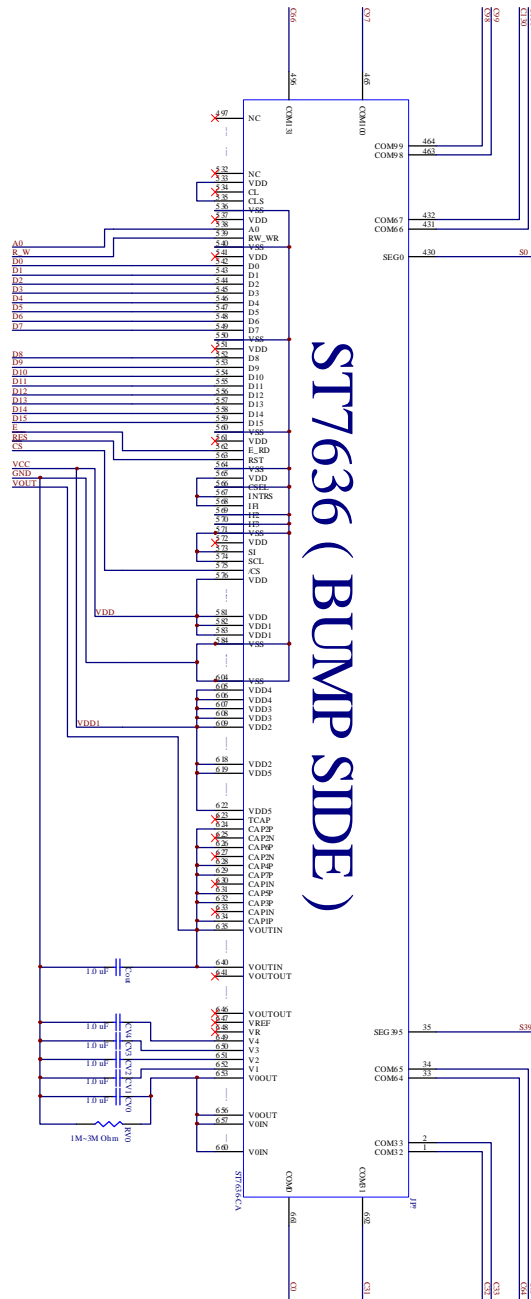 C66
C97
C98
C99
C130
496
465
COM131
COM100
497
NC
COM99
464
COM98
463
532
NC
533
VDD
534
CL
535
CLS
536
VSS
537
VDD
COM67
432
A0
538
A0
COM66
431
R_W
539
RW_WR
540
VSS
541
VDD
SEG0
430
S0
D0
542
D0
D1
543
D1
D2
544
D2
D3
545
D3
D4
546
D4
D5
547
D5
D6
548
D6
D7
549
D7
550
VSS
551
VDD
D8
552
D8
D9
553
D9
D10
554
D10
D11
555
D11
D12
556
D12
D13
557
D13
D14
558
D14
D15
559
D15
E
560
VSS
RES
561
VDD
CS
562
E_RD
563
RST
VCC
564
VSS
GND
565
VDD
VOUT
566
CSEL
567
INTRS
568
IF1
569
IF2
570
IF3
571
VSS
572
VDD
573
SI
574
SCL
575
/CS
576
VDD
ST7636 ( BUMP SIDE )
VDD
581
VDD
582
VDD1
583
VDD1
584
VSS
604
VSS
605
VDD4
606
VDD4
607
VDD3
608
VDD3
VDD1
609
VDD2
618
VDD2
619
VDD5
622
VDD5
623
TCAP
624
CAP2P
625
CAP2N
626
CAP6P
627
CAP2N
628
CAP4P
629
CAP7P
630
CAP1N
631
CAP5P
632
CAP3P
633
CAP1N
634
CAP1P
635
VOUTIN
640
VOUTIN
1.0 uF
Cout
641
VOUTOUT
646
VOUTOUT
647
VREF
648
VR
1.0 uF
CV4
649
V4
SEG395
35
1.0 uF
CV3
650
V3
1.0 uF
CV2
651
V2
1.0 uF
CV1
652
V1
COM65
34
1.0 uF
CV0
653
V0OUT
COM64
33
656
V0OUT
657
V0IN
1M~3M Ohm
RV0
COM33
2
660
V0IN
COM32
1
ST7636-CA
COM0
COM31
JP?
661
692
C0
C31
C32
C33
C64